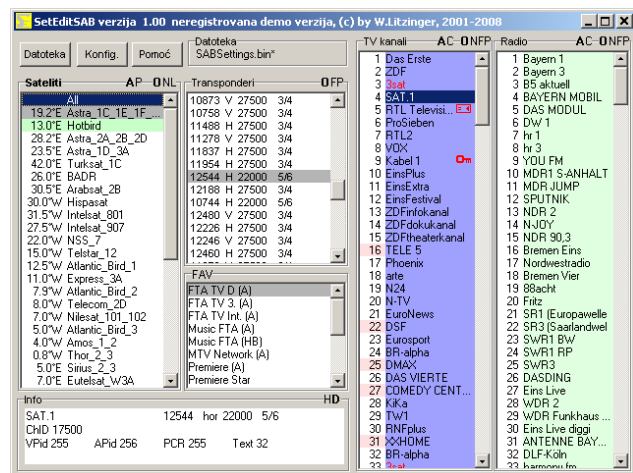 SetEditSAB verzija 1.00 neregistrovana demo verzija, (c) by W.Litzinger, 2001-2008
Datoteka
Konfig.
Pomoć
Datoteka
SABSettings.bin*
Sateliti AP ONL
All
19.2°E Astra_1C_1E_1F_...
13.0°E Hotbird
28.2°E Astra_2A_2B_2D
23.5°E Astra_1D_3A
42.0°E Turksat_1C
26.0°E BADR
30.5°E Arabsat_2B
30.0°W Hispasat
31.5°W Intelsat_801
27.5°W Intelsat_907
22.0°W NSS_7
15.0°W Telstar_12
12.5°W Atlantic_Bird_1
11.0°W Express_3A
7.9°W Atlantic_Bird_2
8.0°W Telecom_2D
7.0°W Nilesat_101_102
5.0°W Atlantic_Bird_3
4.0°W Amos_1_2
0.8°W Thor_2_3
5.0°E Sirius_2_3
7.0°E Eutelsat_W3A
Transponderi OFP
10873 V 27500 3/4
10758 V 27500 3/4
11488 H 27500 3/4
11278 V 27500 3/4
11837 H 27500 3/4
11954 H 27500 3/4
12544 H 22000 5/6
12188 H 27500 3/4
10744 H 22000 5/6
12480 V 27500 3/4
12226 H 27500 3/4
12246 V 27500 3/4
12460 H 27500 3/4
FAV
FTA TV D (A)
FTA TV 3. (A)
FTA TV Int. (A)
Music FTA (A)
Music FTA (HB)
MTV Network (A)
Premiere (A)
Premiere Star
TV kanali AC ONFP
1 Das Erste
2 ZDF
3 3sat
4 SAT.1
5 RTL Televisi...
6 ProSieben
7 RTL2
8 VOX
9 Kabel 1
10 EinsPlus
11 EinsExtra
12 EinsFestival
13 ZDFinfokanal
14 ZDFdokukanal
15 ZDFtheaterkanal
16 TELE 5
17 Phoenix
18 arte
19 N24
20 N-TV
21 EuroNews
22 DSF
23 Eurosport
24 BR-alpha
25 DMAX
26 DAS VIERTE
27 COMEDY CENT...
28 KiKa
29 TW1
30 RNFplus
31 XXHOME
32 BR-alpha
33 3sat
Radio AC ONFP
1 Bayern 1
2 Bayern 3
3 B5 aktuell
4 BAYERN MOBIL
5 DAS MODUL
6 DW 1
7 hr 1
8 hr 3
9 YOU FM
10 MDR1 S-ANHALT
11 MDR JUMP
12 SPUTNIK
13 NDR 2
14 N-JOY
15 NDR 90,3
16 Bremen Eins
17 Nordwestradio
18 Bremen Vier
19 88acht
20 Fritz
21 SR1 (Europawelle
22 SR3 (Saarlandwel
23 SWR1 BW
24 SWR1 RP
25 SWR3
26 DASDING
27 Eins Live
28 WDR 2
29 WDR Funkhaus ...
30 Eins Live diggi
31 ANTENNE BAY...
32 DLF-Köln
33 harmony fm
Info HD
SAT.1 12544 hor 22000 5/6
ChID 17500
VPid 255 APid 256 PCR 255 Text 32